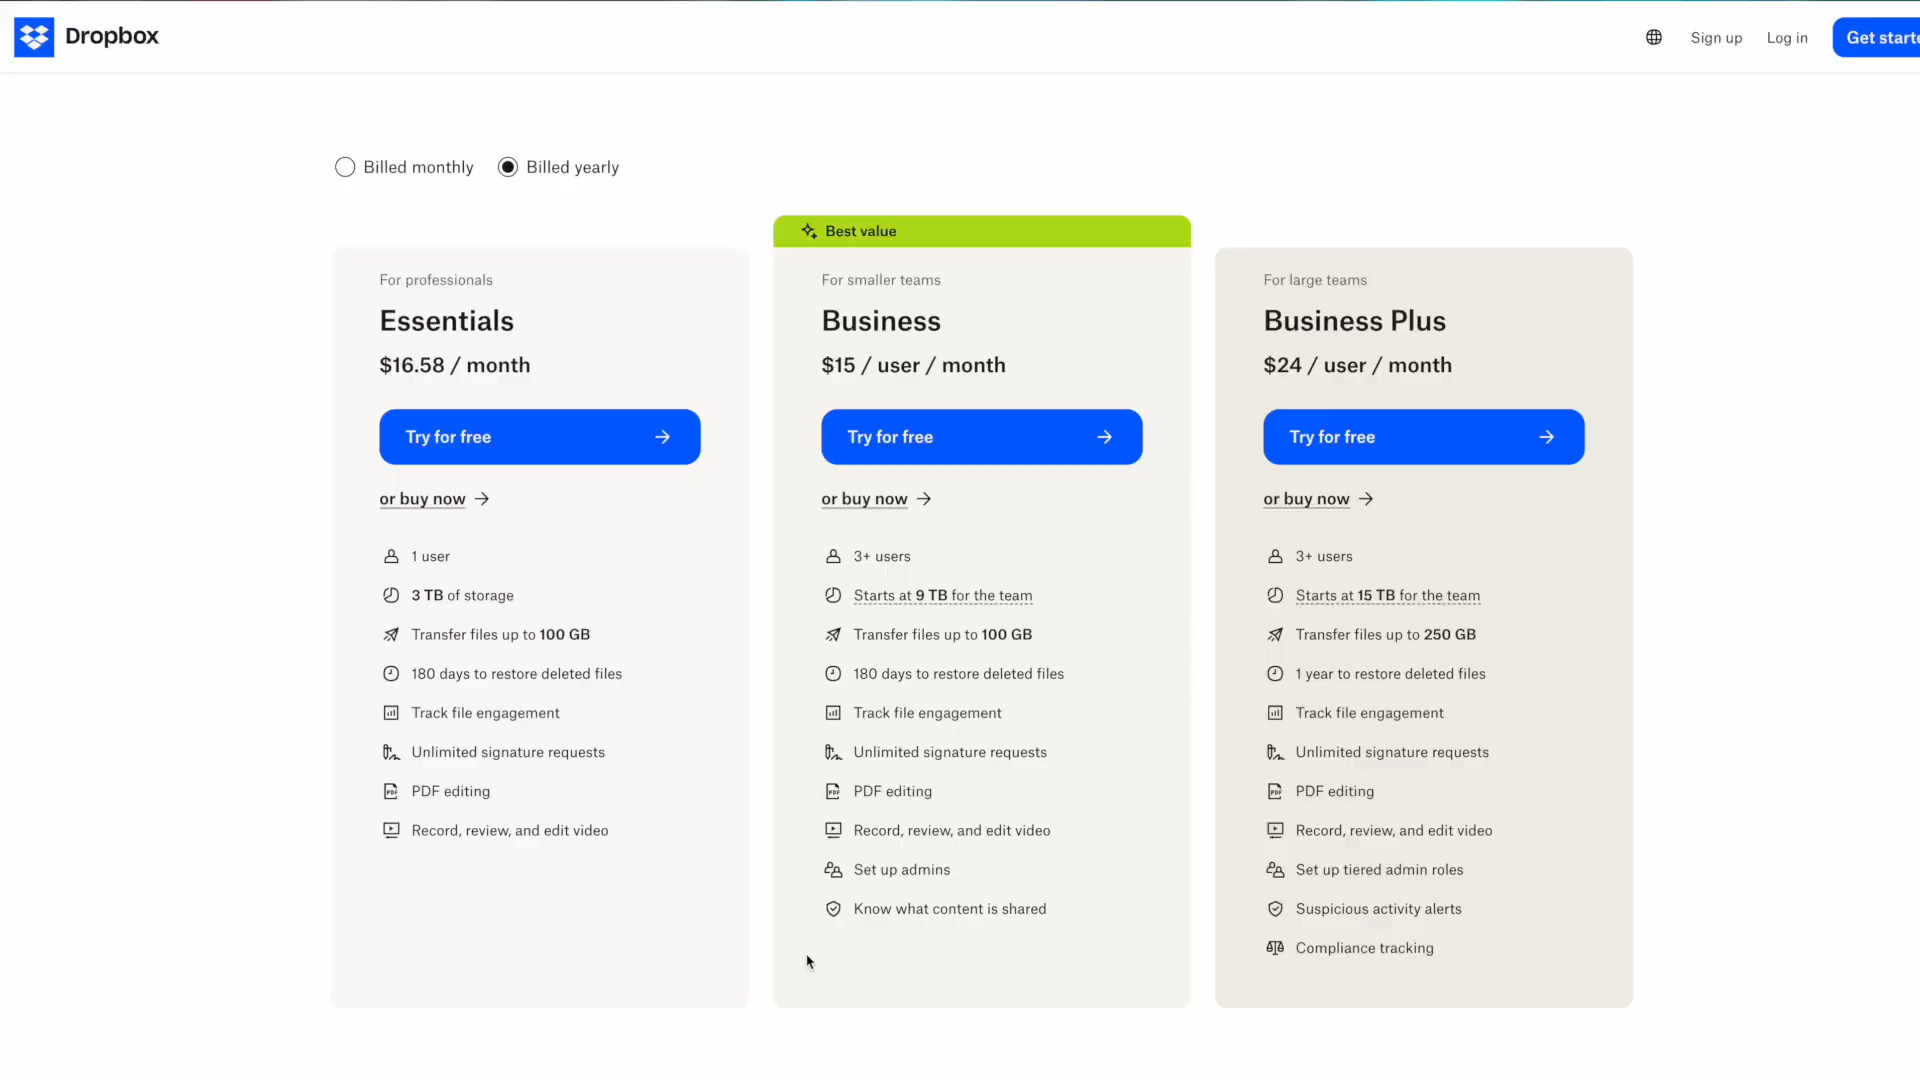 Dropbox
Sign up
Log in
Get starte
Billed monthly
Billed yearly
Best value
For professionals
Essentials
$16.58 / month
Try for free
or buy now
1 user
3 TB of storage
Transfer files up to 100 GB
180 days to restore deleted files
Track file engagement
Unlimited signature requests
PDF editing
Record, review, and edit video
For smaller teams
Business
$15 / user / month
Try for free
or buy now
3+ users
Starts at 9 TB for the team
Transfer files up to 100 GB
180 days to restore deleted files
Track file engagement
Unlimited signature requests
PDF editing
Record, review, and edit video
Set up admins
Know what content is shared
For large teams
Business Plus
$24 / user / month
Try for free
or buy now
3+ users
Starts at 15 TB for the team
Transfer files up to 250 GB
1 year to restore deleted files
Track file engagement
Unlimited signature requests
PDF editing
Record, review, and edit video
Set up tiered admin roles
Suspicious activity alerts
Compliance tracking